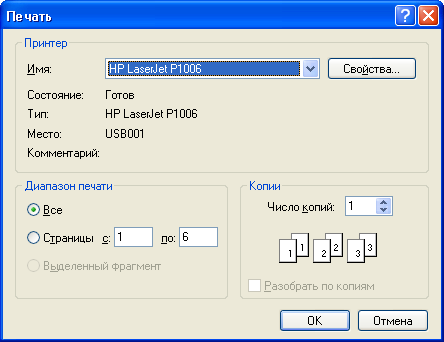 Печать
Принтер
Имя: HP LaserJet P1006 Свойства...
Состояние: Готов
Тип: HP LaserJet P1006
Место: USB001
Комментарий:
Диапазон печати
Все
Страницы с: 1 по: 6
Выделенный фрагмент
Копии
Число копий: 1
1 1 2 2 3 3
Разобрать по копиям
OK Отмена